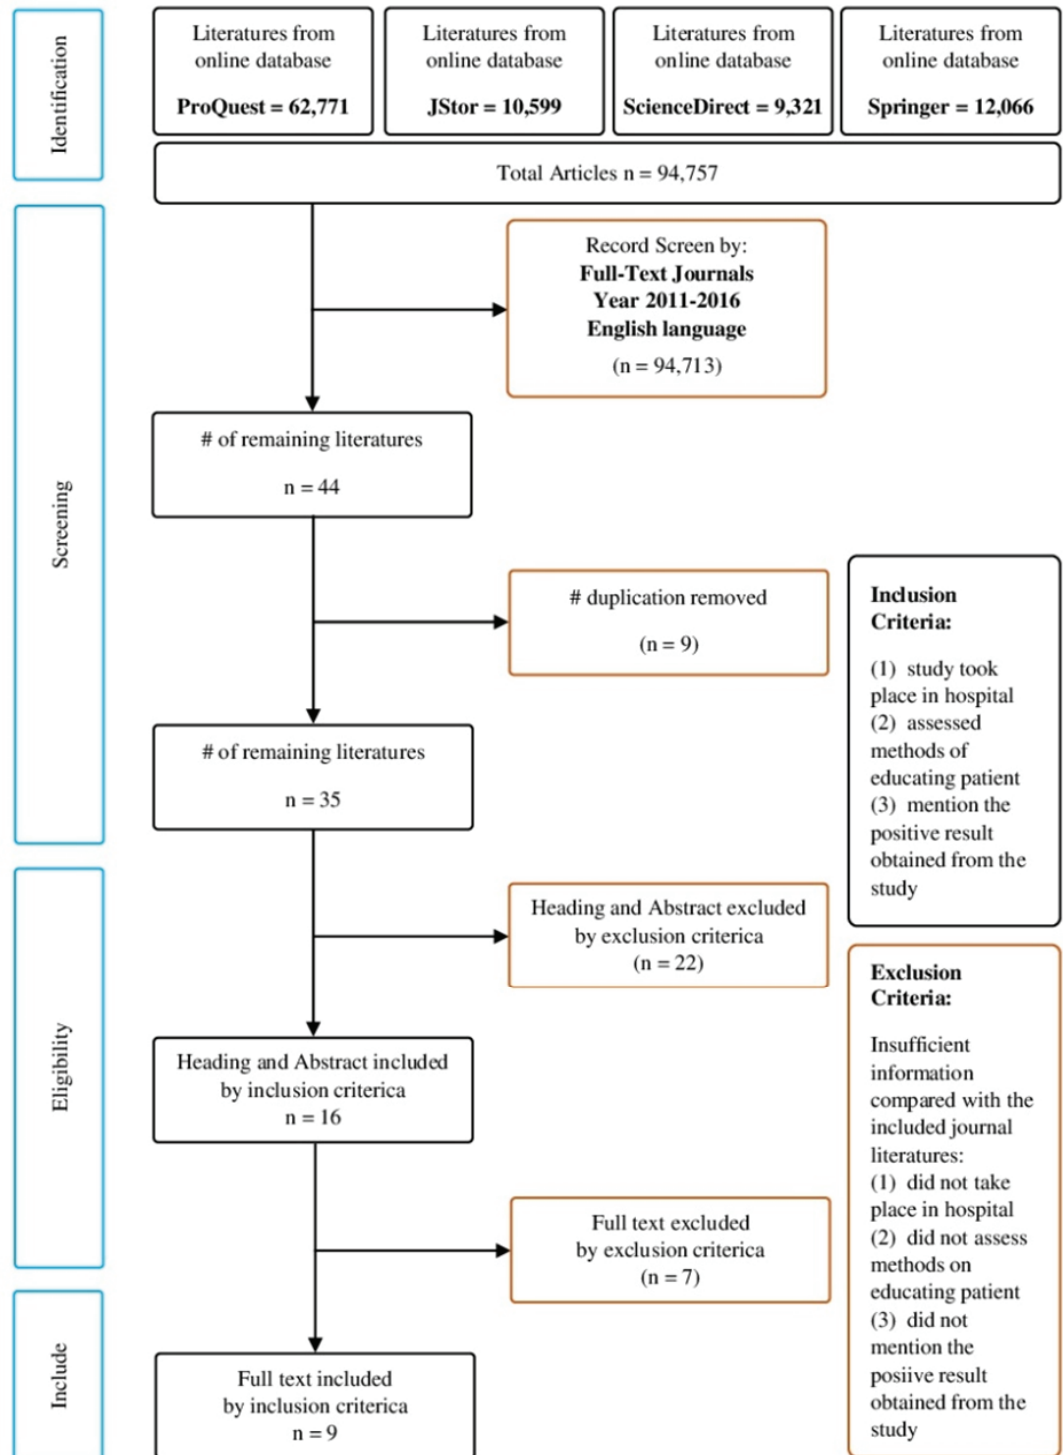 Identification
Literatures from
online database
ProQuest = 62,771
Literatures from
online database
JStor = 10,599
Literatures from
online database
ScienceDirect = 9,321
Literatures from
online database
Springer = 12,066
Total Articles n = 94,757
Screening
Record Screen by:
Full-Text Journals
Year 2011-2016
English language
(n = 94,713)
# of remaining literatures
n = 44
# duplication removed
(n = 9)
# of remaining literatures
n = 35
Inclusion
Criteria:
(1) study took
place in hospital
(2) assessed
methods of
educating patient
(3) mention the
positive result
obtained from the
study
Eligibility
Heading and Abstract excluded
by exclusion criterica
(n = 22)
Heading and Abstract included
by inclusion criterica
n = 16
Full text excluded
by exclusion criterica
(n = 7)
Exclusion
Criteria:
Insufficient
information
compared with the
included journal
literatures:
(1) did not take
place in hospital
(2) did not assess
methods on
educating patient
(3) did not
mention the
posiive result
obtained from the
study
Include
Full text included
by inclusion criterica
n = 9